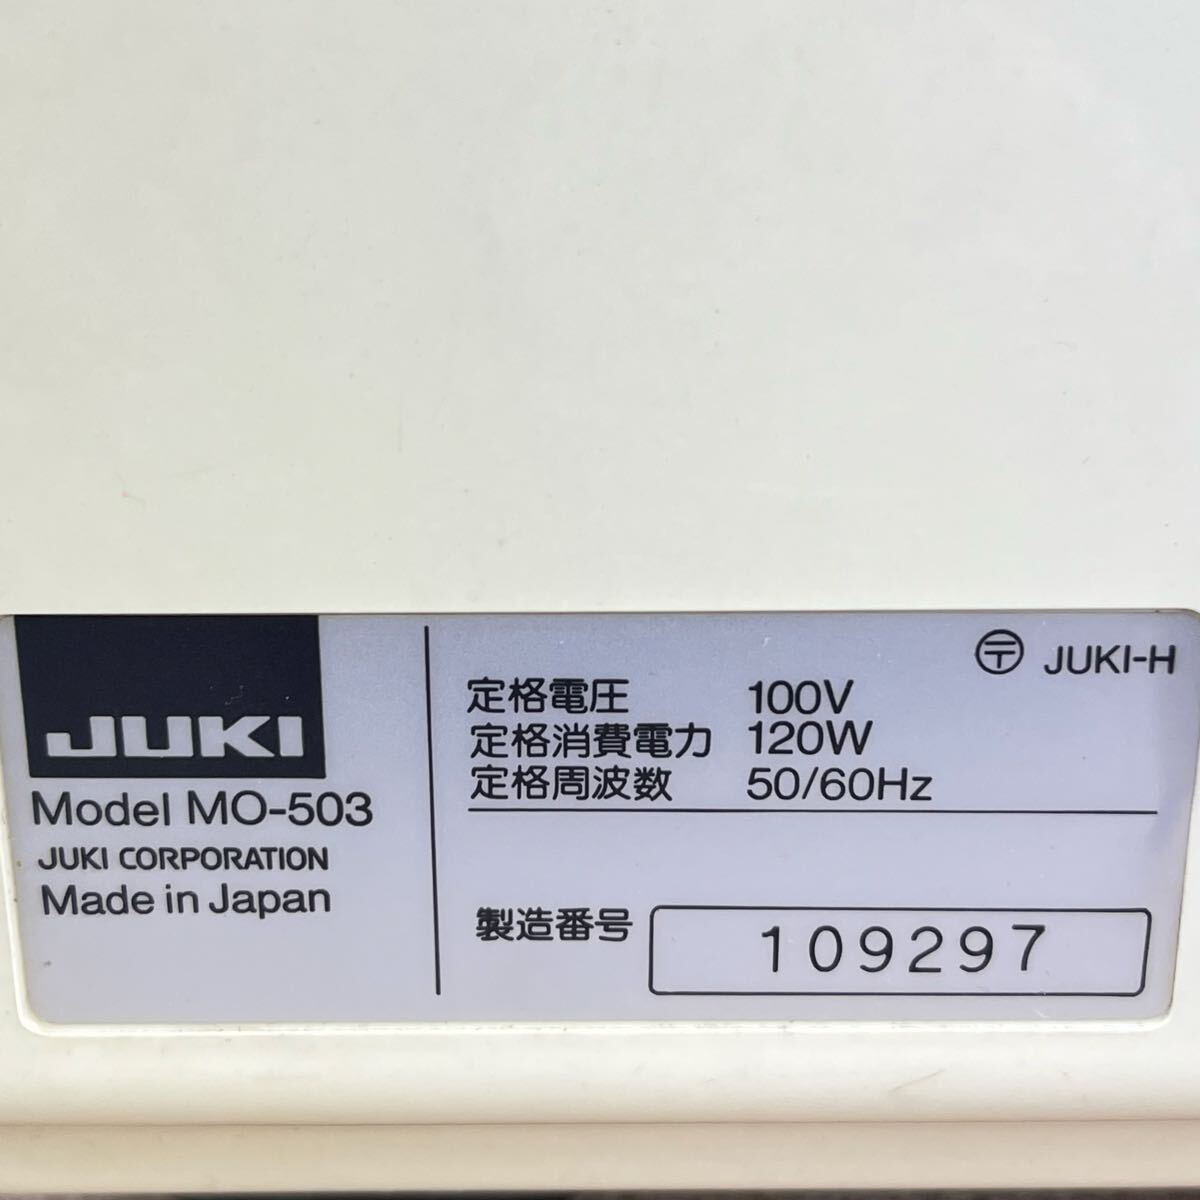 JUKI
Model MO-503
JUKI CORPORATION
Made in Japan
〒 JUKI-H
定格電圧 100V
定格消費電力 120W
定格周波数 50/60Hz
製造番号 109297